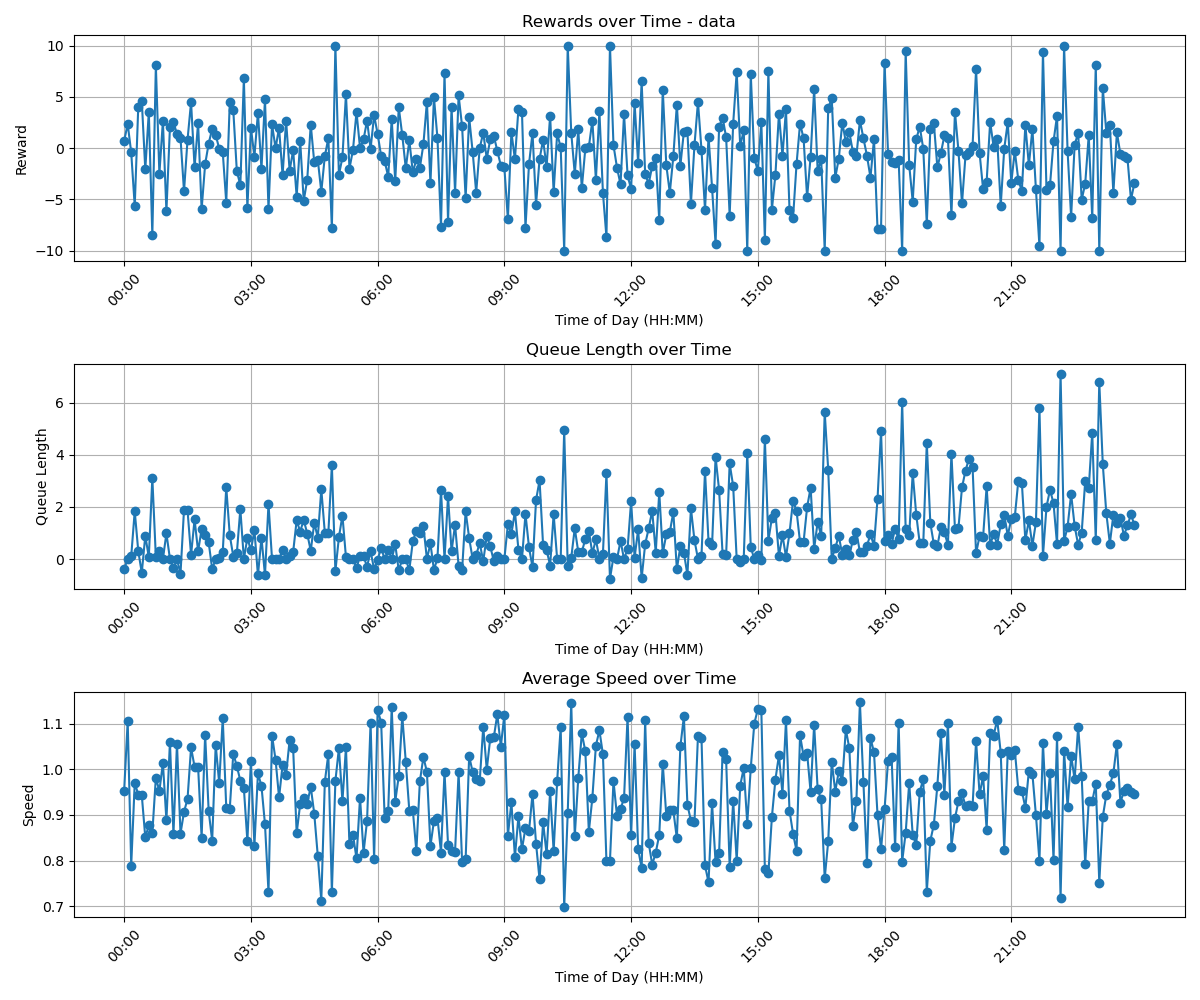 Rewards over Time - data
Reward
10
5
0
−5
−10
00:00 03:00 06:00 09:00 12:00 15:00 18:00 21:00
Time of Day (HH:MM)
Queue Length over Time
Queue Length
6
4
2
0
00:00 03:00 06:00 09:00 12:00 15:00 18:00 21:00
Time of Day (HH:MM)
Average Speed over Time
Speed
1.1
1.0
0.9
0.8
0.7
00:00 03:00 06:00 09:00 12:00 15:00 18:00 21:00
Time of Day (HH:MM)